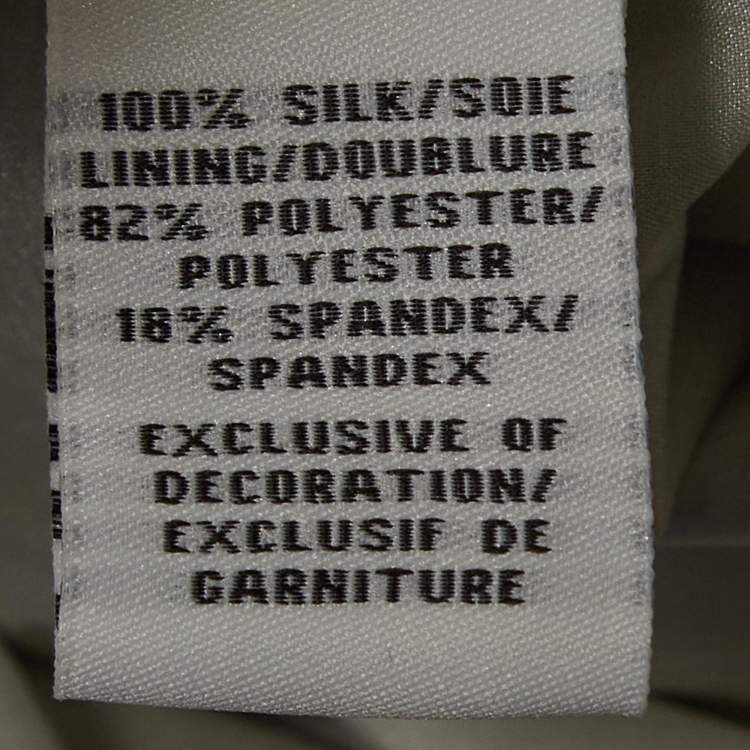 100% SILK/SOIE
LINING/DOUBLURE
82% POLYESTER/
POLYESTER
18% SPANDEX/
SPANDEX
EXCLUSIVE OF
DECORATION/
EXCLUSIF DE
GARNITURE